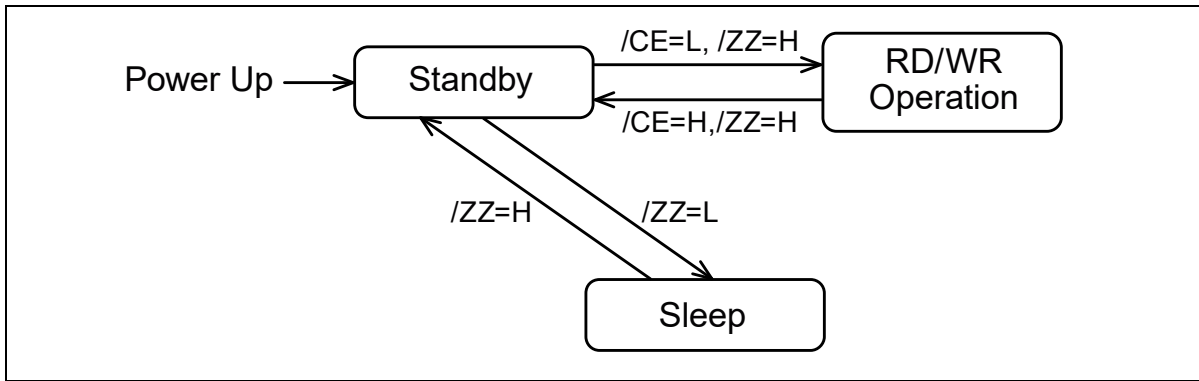 /CE=L, /ZZ=H
Power Up
Standby
RD/WR
Operation
/CE=H,/ZZ=H
/ZZ=H
/ZZ=L
Sleep